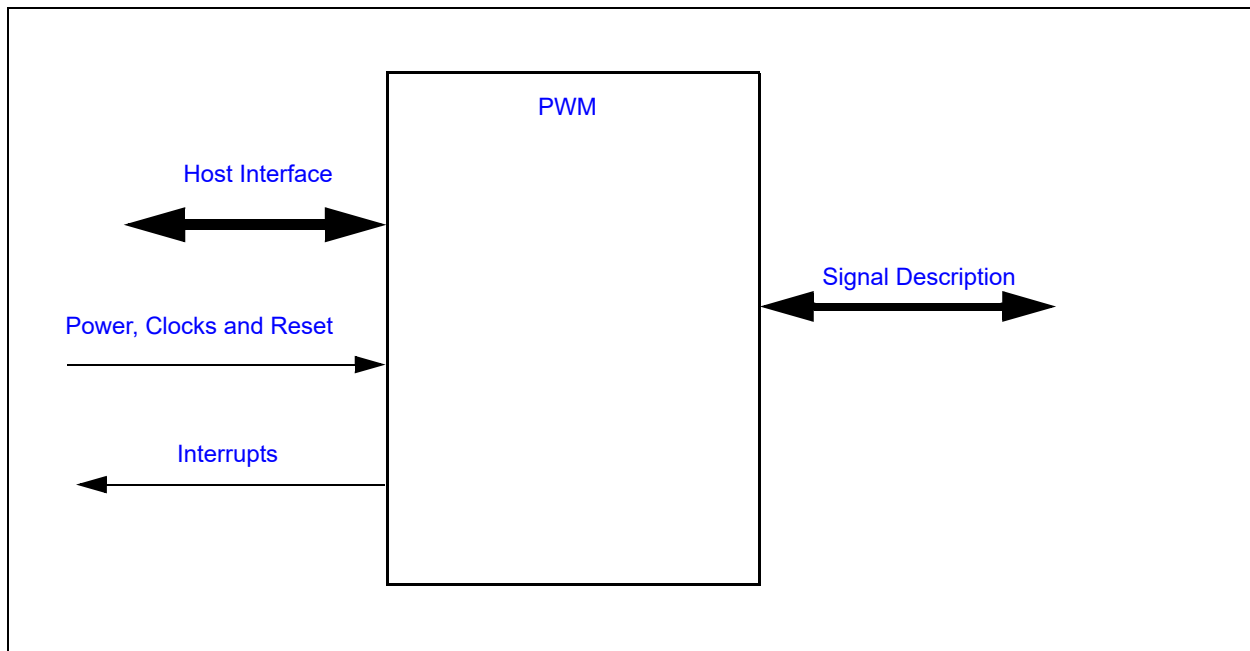 PWM
Host Interface
Signal Description
Power, Clocks and Reset
Interrupts